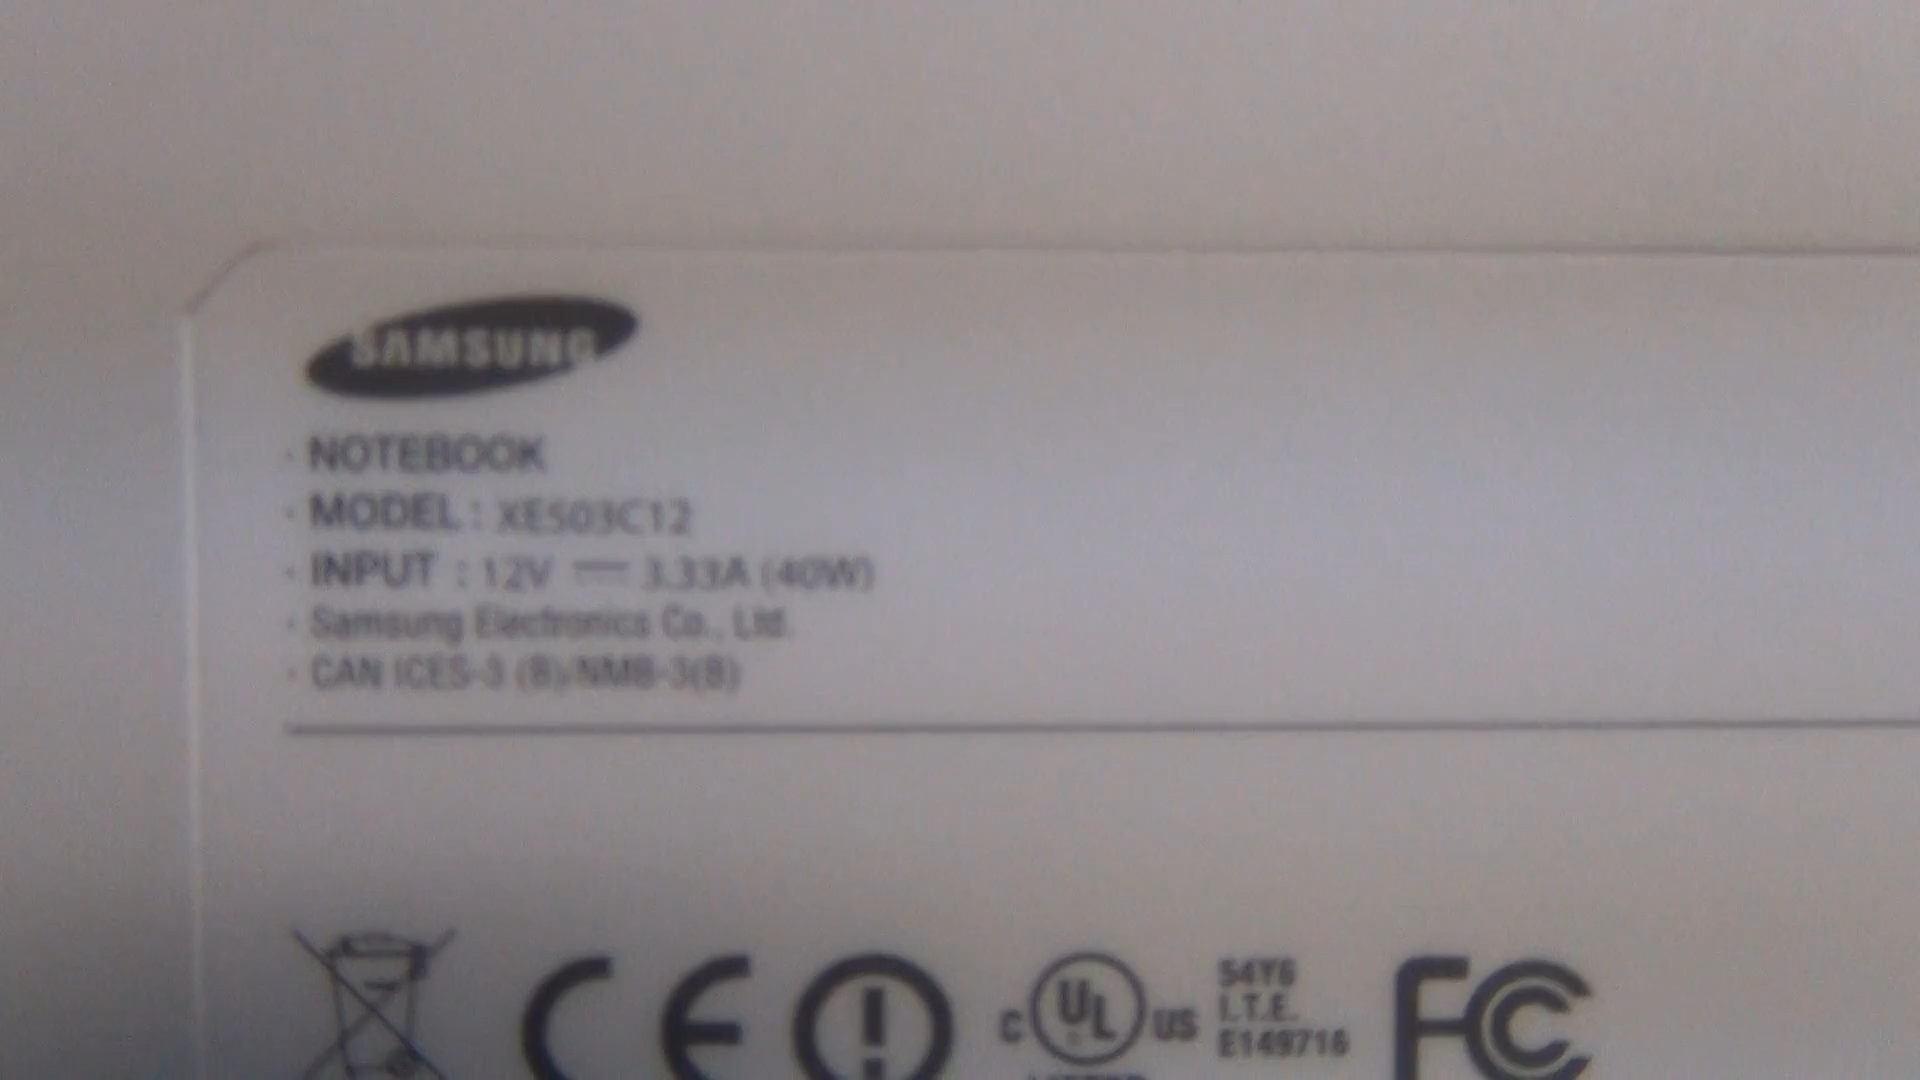 SAMSUNG
· NOTEBOOK
· MODEL : XE503C12
· INPUT : 12V ⎓ 3.33A (40W)
· Samsung Electronics Co., Ltd.
· CAN ICES-3 (B)/NMB-3(B)
CE
C UL US
54Y6
I.T.E.
E149716
FC